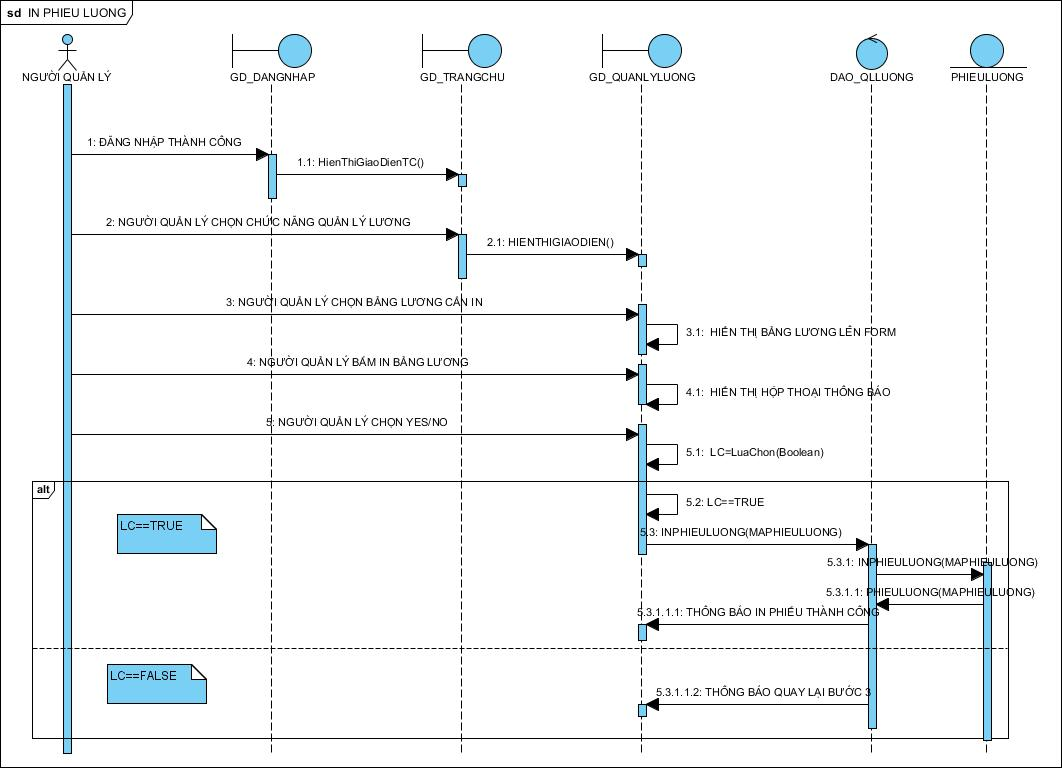 sd IN PHIEU LUONG
NGƯỜI QUẢN LÝ
GD_DANGNHAP
GD_TRANGCHU
GD_QUANLYLUONG
DAO_QLLUONG
PHIEULUONG
1: ĐĂNG NHẬP THÀNH CÔNG
1.1: HienThiGiaoDienTC()
2: NGƯỜI QUẢN LÝ CHỌN CHỨC NĂNG QUẢN LÝ LƯƠNG
2.1: HIENTHIGIAODIEN()
3: NGƯỜI QUẢN LÝ CHỌN BẢNG LƯƠNG CẦN IN
3.1: HIỂN THỊ BẢNG LƯƠNG LÊN FORM
4: NGƯỜI QUẢN LÝ BẤM IN BẢNG LƯƠNG
4.1: HIỂN THỊ HỘP THOẠI THÔNG BÁO
5: NGƯỜI QUẢN LÝ CHỌN YES/NO
5.1: LC=LuaChon(Boolean)
alt
5.2: LC==TRUE
LC==TRUE
5.3: INPHIEULUONG(MAPHIEULUONG)
5.3.1: INPHIEULUONG(MAPHIEULUONG)
5.3.1.1: PHIEULUONG(MAPHIEULUONG)
5.3.1.1.1: THÔNG BÁO IN PHIẾU THÀNH CÔNG
LC==FALSE
5.3.1.1.2: THÔNG BÁO QUAY LẠI BƯỚC 3